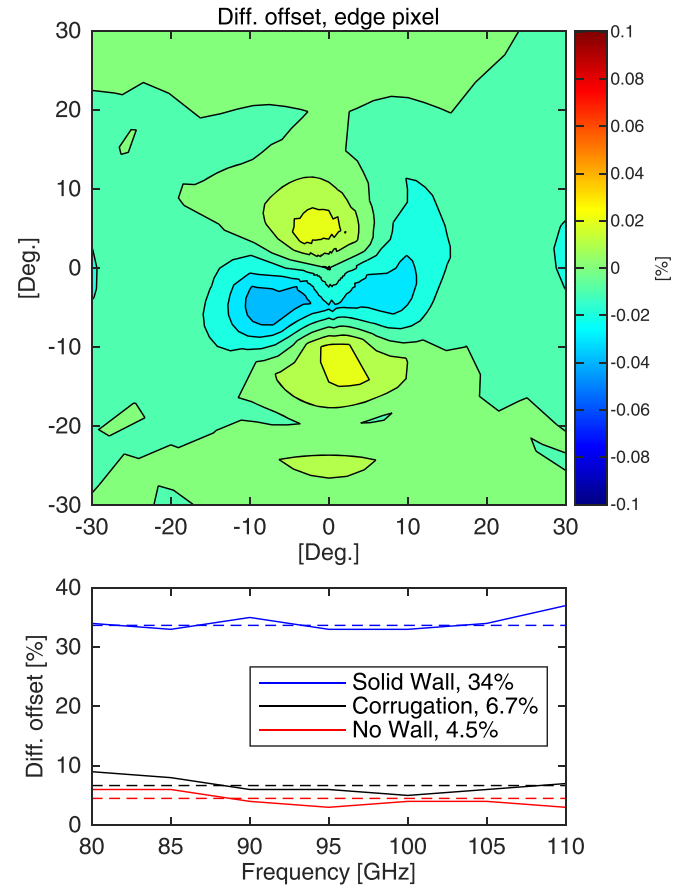 Diff. offset, edge pixel
30
20
10
0
-10
-20
-30
[Deg.]
-30 -20 -10 0 10 20 30
[Deg.]
0.1
0.08
0.06
0.04
0.02
0
-0.02
-0.04
-0.06
-0.08
-0.1
[%]
40
30
20
10
0
Diff. offset [%]
Solid Wall, 34%
Corrugation, 6.7%
No Wall, 4.5%
80 85 90 95 100 105 110
Frequency [GHz]